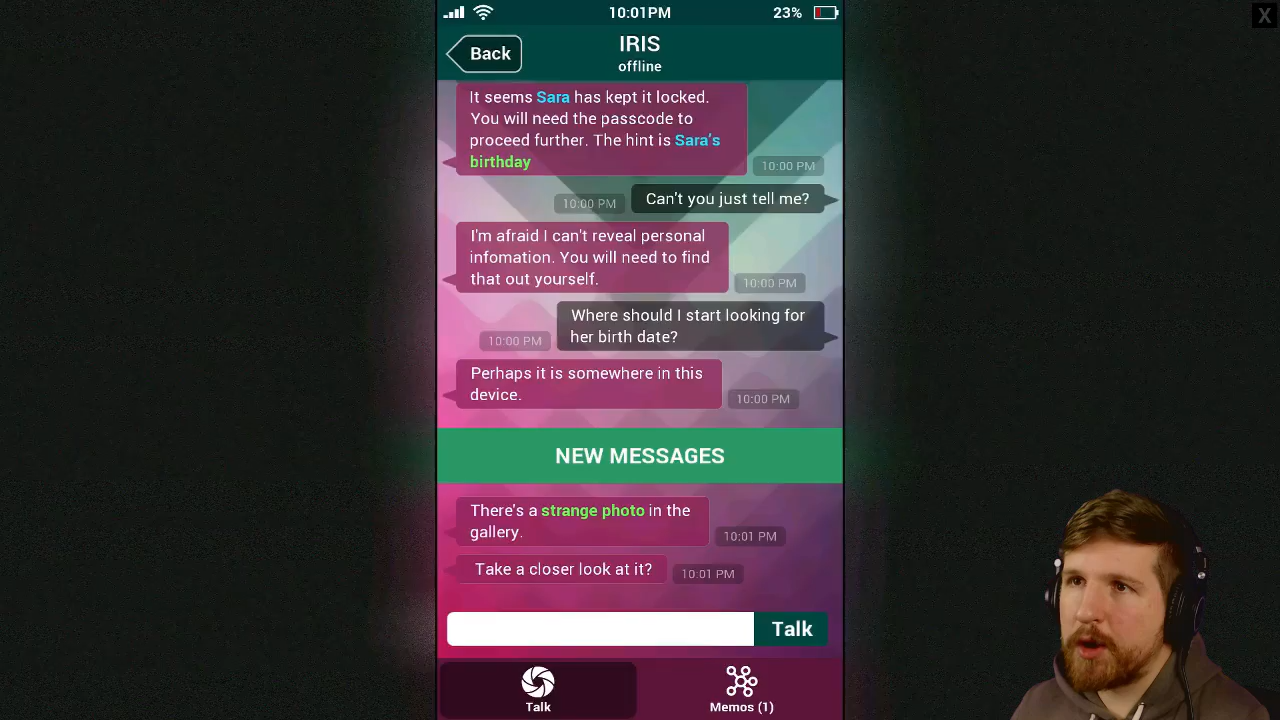 10:01PM
23%
X
Back
IRIS
offline
It seems Sara has kept it locked.
You will need the passcode to
proceed further. The hint is Sara's
birthday
10:00 PM
Can't you just tell me?
10:00 PM
I'm afraid I can't reveal personal
infomation. You will need to find
that out yourself.
10:00 PM
Where should I start looking for
her birth date?
10:00 PM
Perhaps it is somewhere in this
device.
10:00 PM
NEW MESSAGES
There's a strange photo in the
gallery.
10:01 PM
Take a closer look at it?
10:01 PM
Talk
Talk
Memos (1)